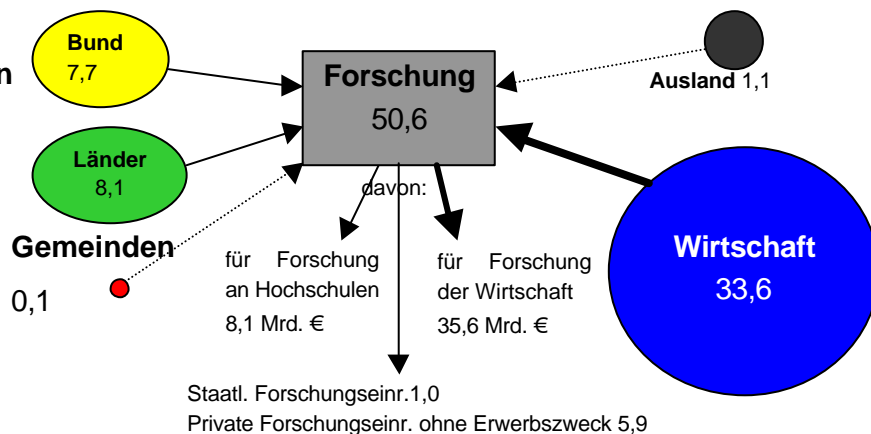 Bund
7,7
n
Forschung
50,6
Ausland 1,1
Länder
8,1
davon:
Gemeinden
0,1
für Forschung
an Hochschulen
8,1 Mrd. €
für Forschung
der Wirtschaft
35,6 Mrd. €
Wirtschaft
33,6
Staatl. Forschungseinr.1,0
Private Forschungseinr. ohne Erwerbszweck 5,9